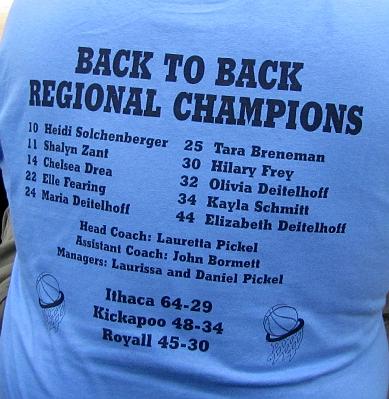 BACK TO BACK
REGIONAL CHAMPIONS
10 Heidi Solchenberger
11 Shalyn Zant
14 Chelsea Drea
22 Elle Fearing
24 Maria Deitelhoff
25 Tara Breneman
30 Hilary Frey
32 Olivia Deitelhoff
34 Kayla Schmitt
44 Elizabeth Deitelhoff
Head Coach: Lauretta Pickel
Assistant Coach: John Bormett
Managers: Laurissa and Daniel Pickel
Ithaca 64-29
Kickapoo 48-34
Royall 45-30